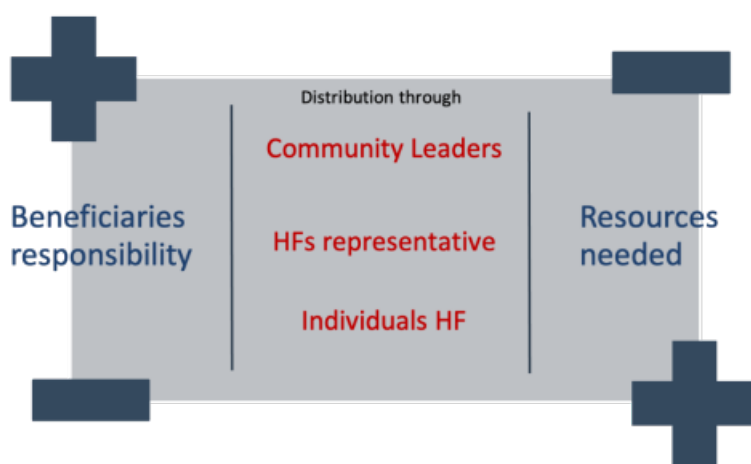 Distribution through
Community Leaders
Beneficiaries
responsibility
HFs representative
Resources
needed
Individuals HF